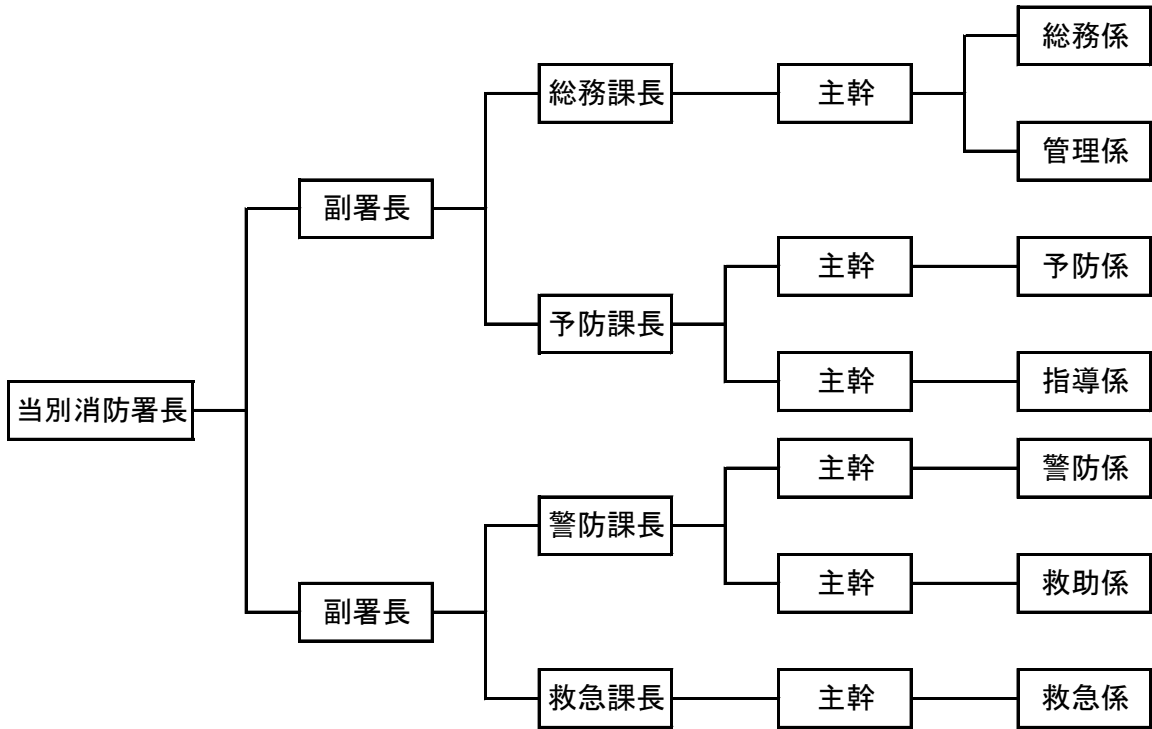 総務係
総務課長
主幹
管理係
副署長
予防係
主幹
予防課長
主幹
指導係
当別消防署長
主幹
警防係
警防課長
主幹
救助係
副署長
救急課長
主幹
救急係